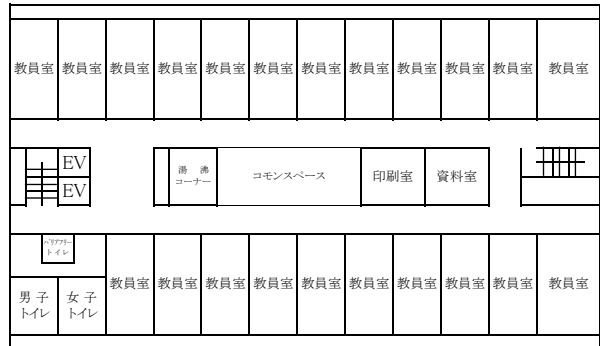 教員室 教員室 教員室 教員室 教員室 教員室 教員室 教員室 教員室 教員室 教員室 教員室
EV
EV
湯 沸
コーナー
コモンスペース
印刷室
資料室
バリアフリー
トイレ
男 子
トイレ
女 子
トイレ
教員室 教員室 教員室 教員室 教員室 教員室 教員室 教員室 教員室 教員室